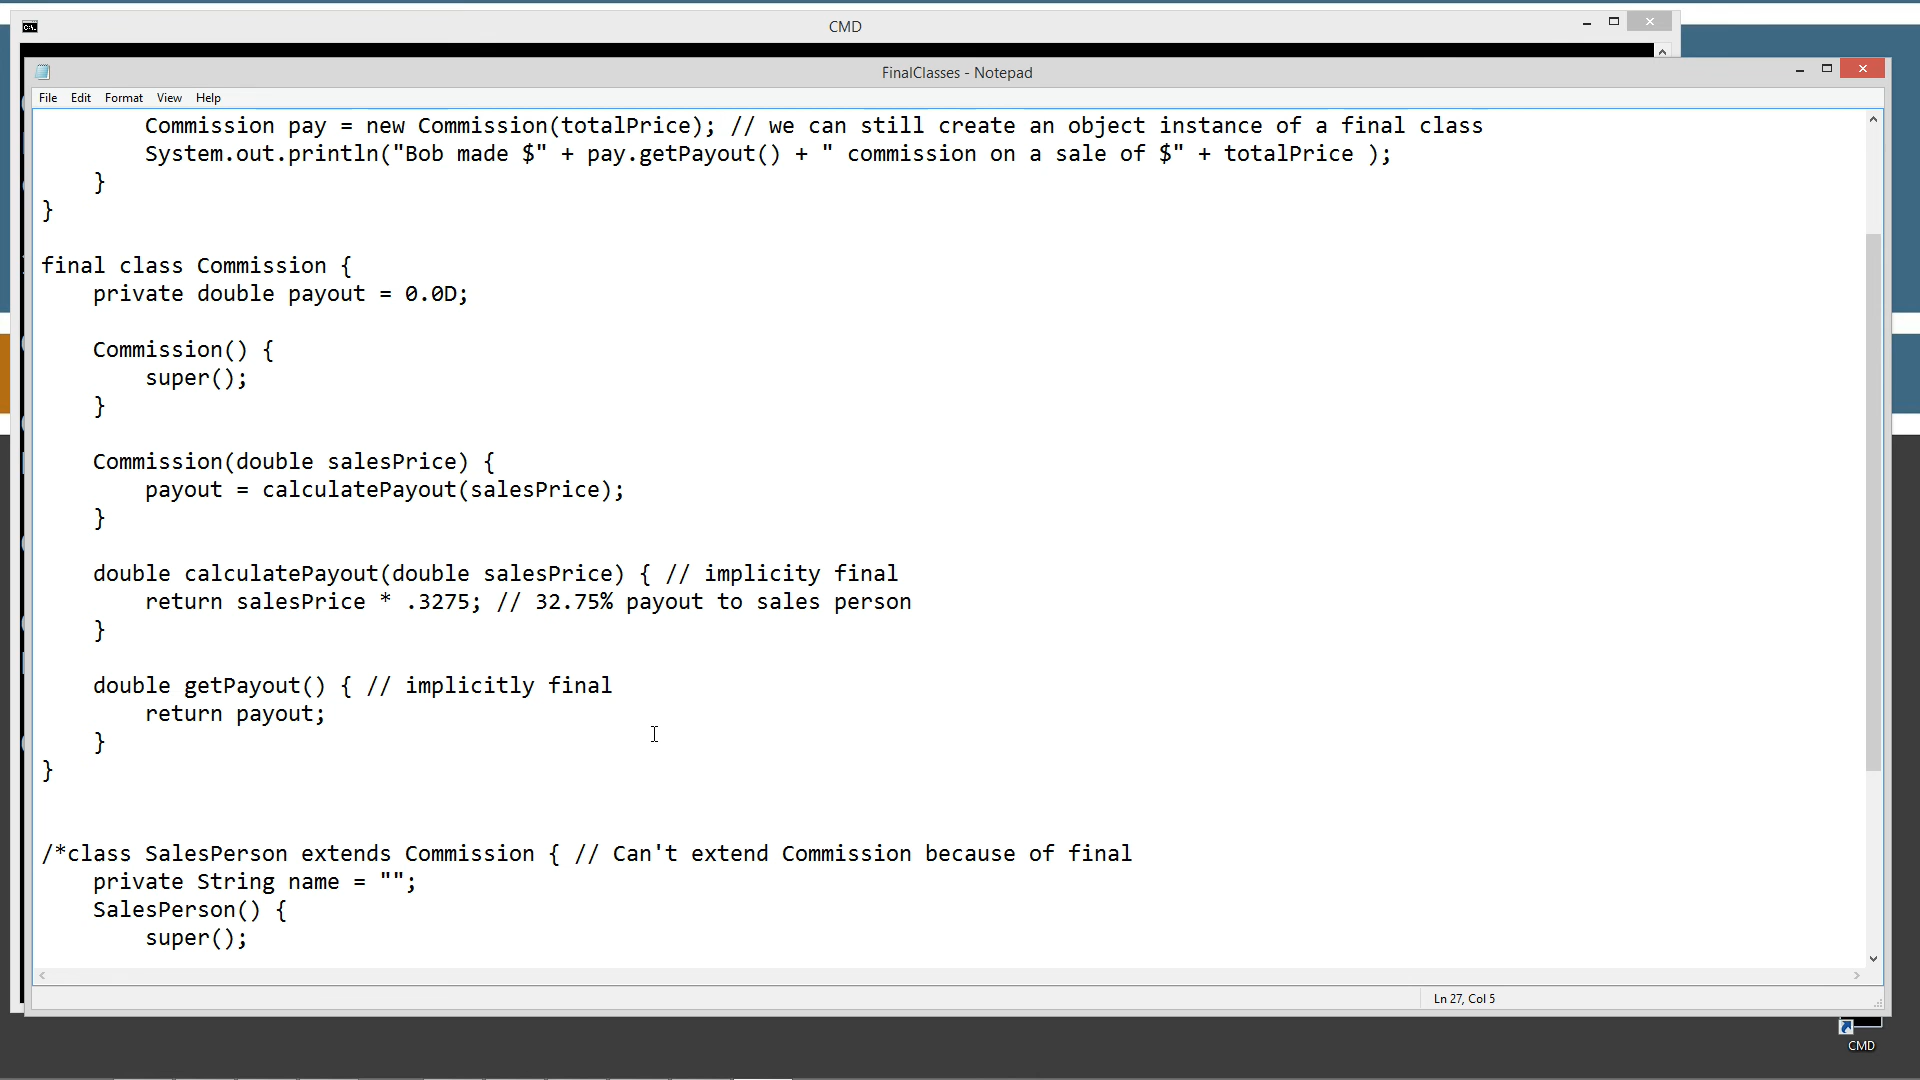 CMD
FinalClasses - Notepad
File Edit Format View Help
Commission pay = new Commission(totalPrice); // we can still create an object instance of a final class
System.out.println("Bob made $" + pay.getPayout() + " commission on a sale of $" + totalPrice );
}
}
final class Commission {
private double payout = 0.0D;
Commission() {
super();
}
Commission(double salesPrice) {
payout = calculatePayout(salesPrice);
}
double calculatePayout(double salesPrice) { // implicity final
return salesPrice * .3275; // 32.75% payout to sales person
}
double getPayout() { // implicitly final
return payout;
}
}
/*class SalesPerson extends Commission { // Can't extend Commission because of final
private String name = "";
SalesPerson() {
super();
Ln 27, Col 5
CMD